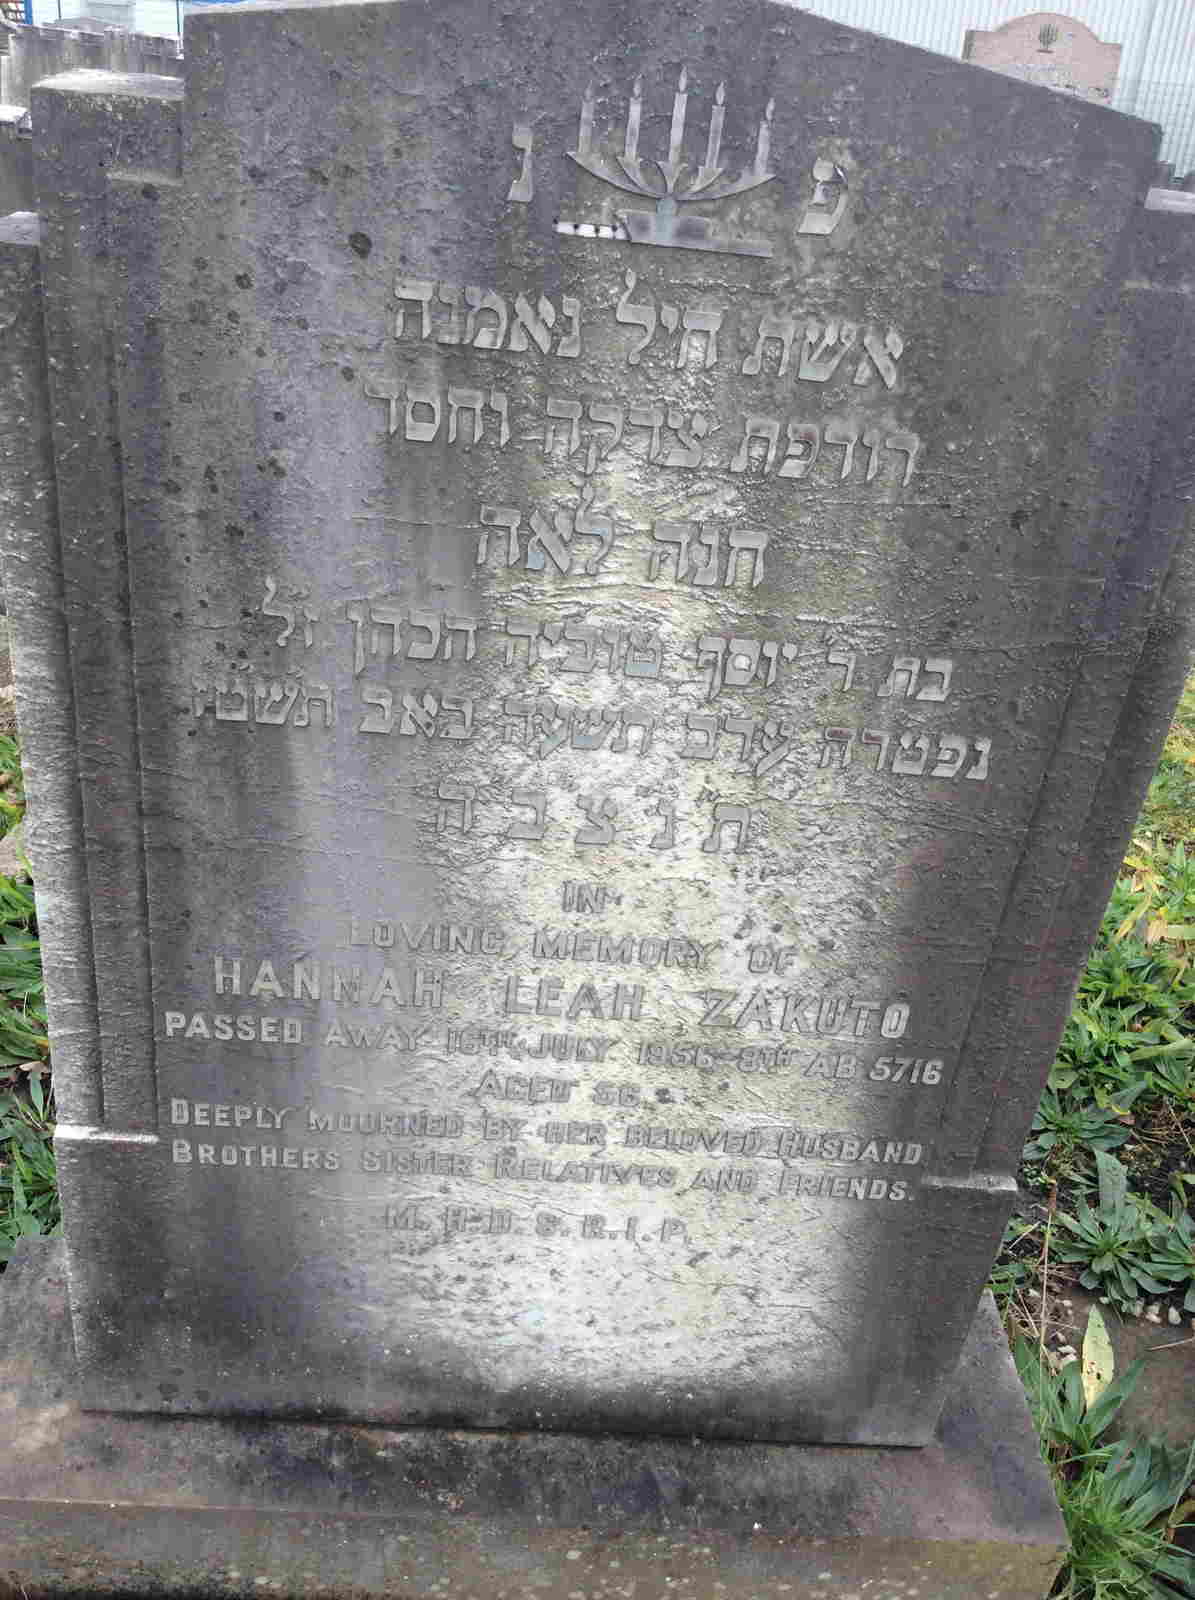 פ נ
אשת חיל נאמנה
רודפת צדקה וחסד
חנה לאה
בת ר׳ יוסף טוביה הכהן ז״ל
נפטרה ערב תשעה באב תשט״ז
ת נ צ ב ה
IN
LOVING MEMORY OF
HANNAH LEAH ZAKUTO
PASSED AWAY 16TH JULY 1956 8TH AB 5716
AGED 56
DEEPLY MOURNED BY HER BELOVED HUSBAND
BROTHERS SISTER RELATIVES AND FRIENDS.
M. H. D. S. R. I. P.